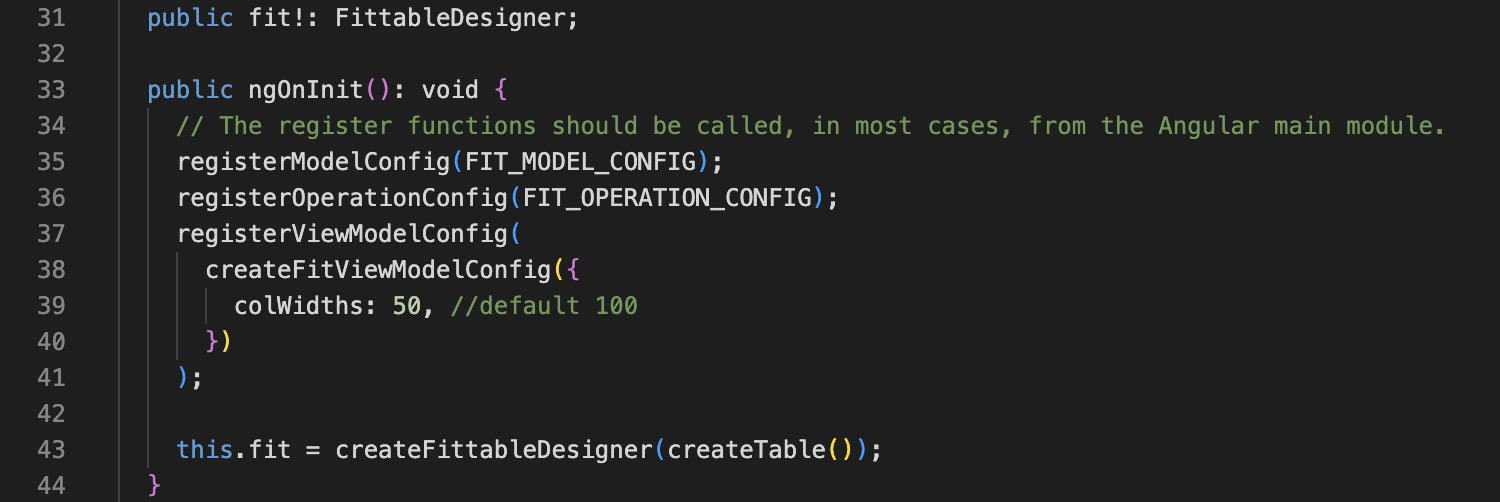 31 public fit!: FittableDesigner;
32
33 public ngOnInit(): void {
34 // The register functions should be called, in most cases, from the Angular main module.
35 registerModelConfig(FIT_MODEL_CONFIG);
36 registerOperationConfig(FIT_OPERATION_CONFIG);
37 registerViewModelConfig(
38 createFitViewModelConfig({
39 colWidths: 50, //default 100
40 })
41 );
42
43 this.fit = createFittableDesigner(createTable());
44 }